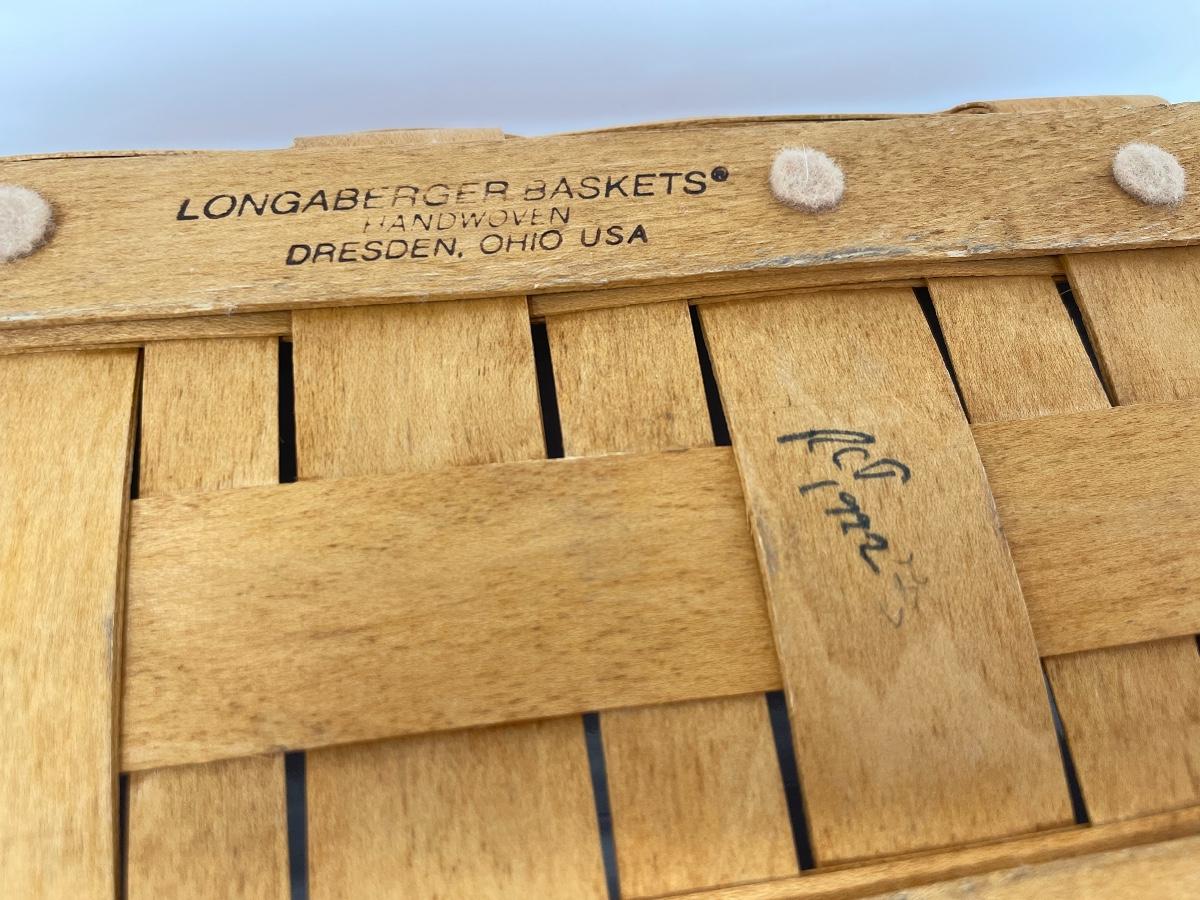 LONGABERGER BASKETS®
HANDWOVEN
DRESDEN, OHIO USA
1992